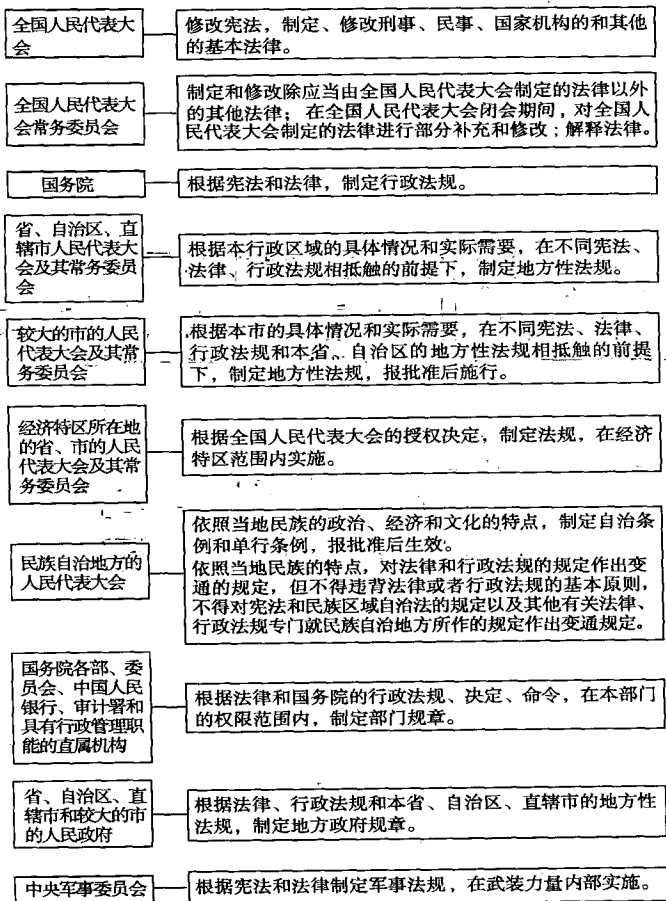 全国人民代表大
会
修改宪法，制定、修改刑事、民事、国家机构的和其他
的基本法律。
全国人民代表大
会常务委员会
制定和修改除应当由全国人民代表大会制定的法律以外
的其他法律；在全国人民代表大会闭会期间，对全国人
民代表大会制定的法律进行部分补充和修改；解释法律。
国务院
根据宪法和法律，制定行政法规。
省、自治区、直
辖市人民代表大
会及其常务委员
会
根据本行政区域的具体情况和实际需要，在不同宪法、
法律、行政法规相抵触的前提下，制定地方性法规。
较大的市的人民
代表大会及其常
务委员会
根据本市的具体情况和实际需要，在不同宪法、法律、
行政法规和本省、自治区的地方性法规相抵触的前提
下，制定地方性法规，报批准后施行。
经济特区所在地
的省、市的人民
代表大会及其常
务委员会
根据全国人民代表大会的授权决定，制定法规，在经济
特区范围内实施。
民族自治地方的
人民代表大会
依照当地民族的政治、经济和文化的特点，制定自治条
例和单行条例，报批准后生效。
依照当地民族的特点，对法律和行政法规的规定作出变
通的规定，但不得违背法律或者行政法规的基本原则，
不得对宪法和民族区域自治法的规定以及其他有关法律、
行政法规专门就民族自治地方所作的规定作出变通规定。
国务院各部、委
员会、中国人民
银行、审计署和
具有行政管理职
能的直属机构
根据法律和国务院的行政法规、决定、命令，在本部门
的权限范围内，制定部门规章。
省、自治区、直
辖市和较大的市
的人民政府
根据法律、行政法规和本省、自治区、直辖市的地方性
法规，制定地方政府规章。
中央军事委员会
根据宪法和法律制定军事法规，在武装力量内部实施。